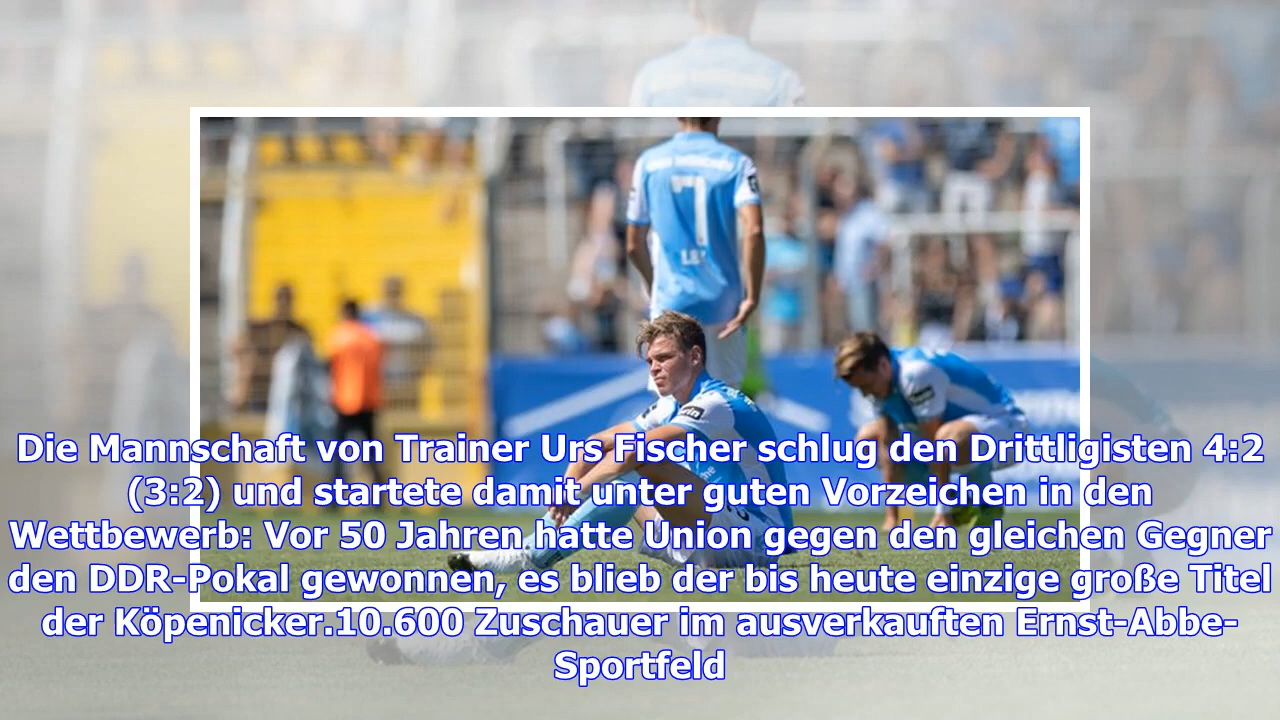 7
Die Mannschaft von Trainer Urs Fischer schlug den Drittligisten 4:2
(3:2) und startete damit unter guten Vorzeichen in den
Wettbewerb: Vor 50 Jahren hatte Union gegen den gleichen Gegner
den DDR-Pokal gewonnen, es blieb der bis heute einzige große Titel
der Köpenicker.10.600 Zuschauer im ausverkauften Ernst-Abbe-
Sportfeld